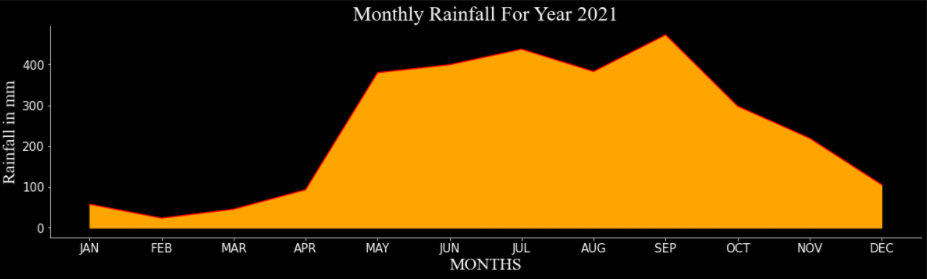 Monthly Rainfall For Year 2021
Rainfall in mm
400
300
200
100
0
JAN FEB MAR APR MAY JUN JUL AUG SEP OCT NOV DEC
MONTHS